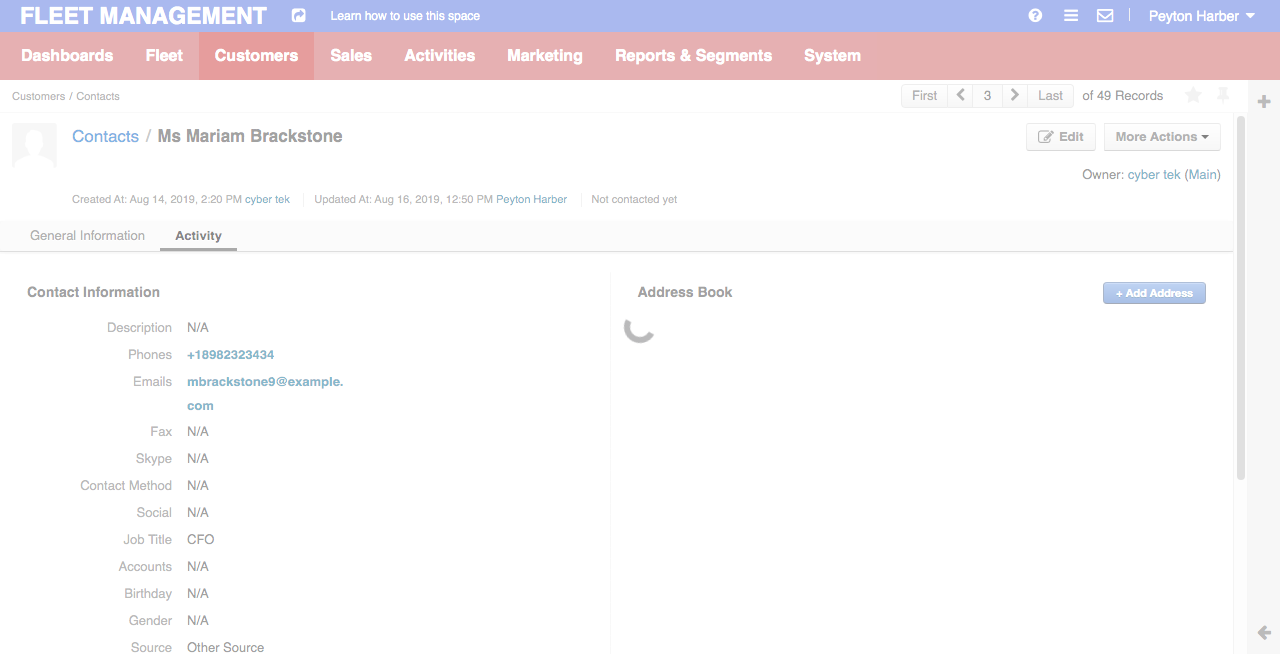 FLEET MANAGEMENT Learn how to use this space Peyton Harber
Dashboards Fleet Customers Sales Activities Marketing Reports & Segments System
Customers / Contacts First 3 Last of 49 Records
Contacts / Ms Mariam Brackstone Edit More Actions
Owner: cyber tek (Main)
Created At: Aug 14, 2019, 2:20 PM cyber tek Updated At: Aug 16, 2019, 12:50 PM Peyton Harber Not contacted yet
General Information Activity
Contact Information
Description N/A
Phones +18982323434
Emails mbrackstone9@example.
com
Fax N/A
Skype N/A
Contact Method N/A
Social N/A
Job Title CFO
Accounts N/A
Birthday N/A
Gender N/A
Source Other Source
Address Book + Add Address